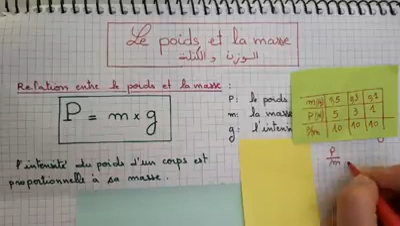 Le poids et la masse
الوزن و الكتلة
Relation entre le poids et la masse :
P = m × g
P: le poids
m: la masse
g: l'intensi
m(kg) 0,5 0,3 0,1
P(N) 5 3 1
P/m 10 10 10
P/m
l'intensité du poids d'un corps est
proportionnelle à sa masse.